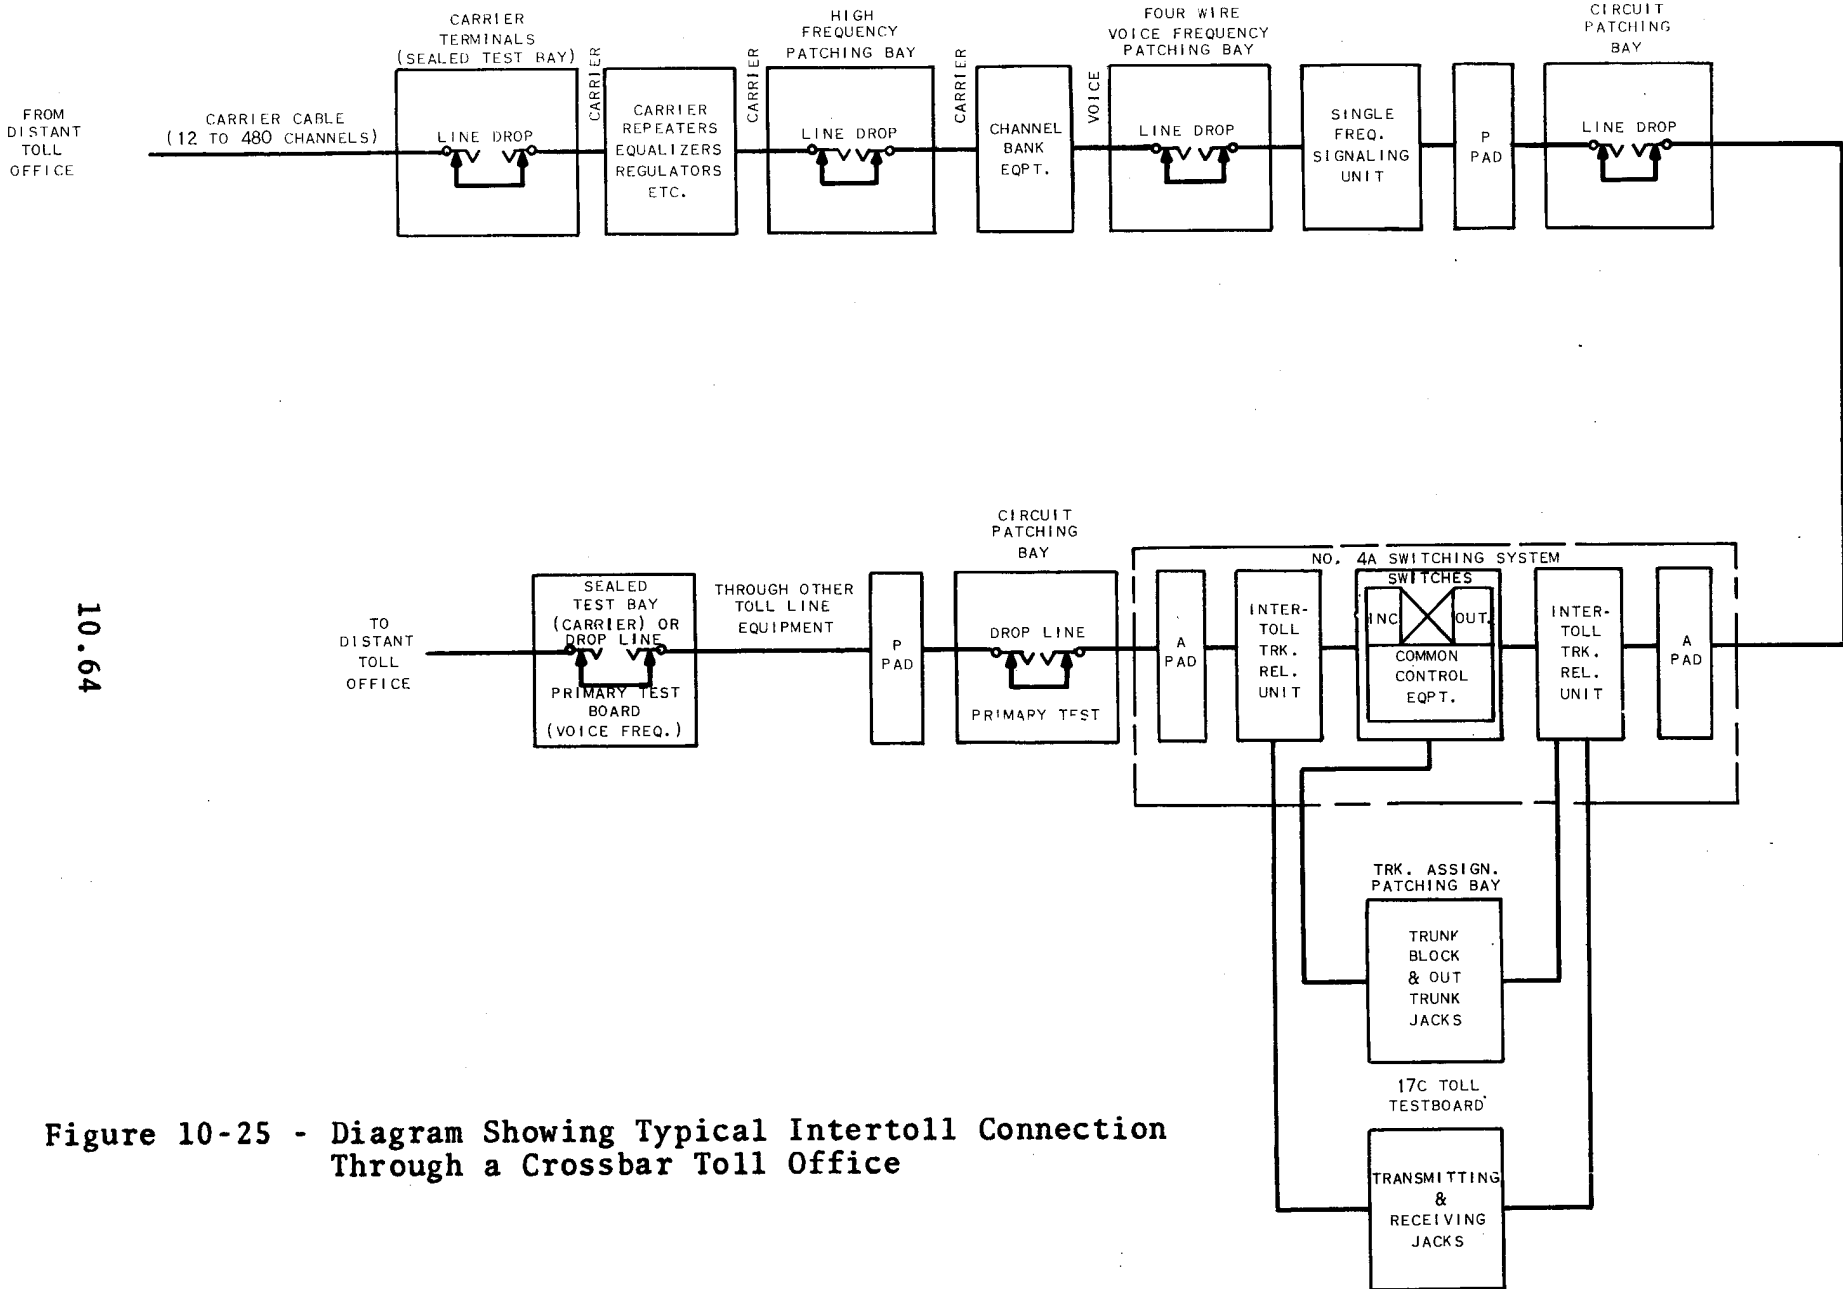 CARRIER
TERMINALS
(SEALED TEST BAY)
HIGH
FREQUENCY
PATCHING BAY
FOUR WIRE
VOICE FREQUENCY
PATCHING BAY
CIRCUIT
PATCHING
BAY
FROM
DISTANT
TOLL
OFFICE
CARRIER CABLE
(12 TO 480 CHANNELS)
LINE DROP
CARRIER
CARRIER
REPEATERS
EQUALIZERS
REGULATORS
ETC.
CARRIER
LINE DROP
CARRIER
CHANNEL
BANK
EQPT.
VOICE
LINE DROP
SINGLE
FREQ.
SIGNALING
UNIT
P
PAD
LINE DROP
TO
DISTANT
TOLL
OFFICE
SEALED
TEST BAY
(CARRIER) OR
DROP LINE
PRIMARY TEST
BOARD
(VOICE FREQ.)
THROUGH OTHER
TOLL LINE
EQUIPMENT
P
PAD
CIRCUIT
PATCHING
BAY
DROP LINE
PRIMARY TEST
NO. 4A SWITCHING SYSTEM
A
PAD
INTER-
TOLL
TRK.
REL.
UNIT
SWITCHES
INC
OUT.
COMMON
CONTROL
EQPT.
INTER-
TOLL
TRK.
REL.
UNIT
A
PAD
TRK. ASSIGN.
PATCHING BAY
TRUNK
BLOCK
& OUT
TRUNK
JACKS
17C TOLL
TESTBOARD
TRANSMITTING
&
RECEIVING
JACKS
10.64
Figure 10-25 - Diagram Showing Typical Intertoll Connection
Through a Crossbar Toll Office